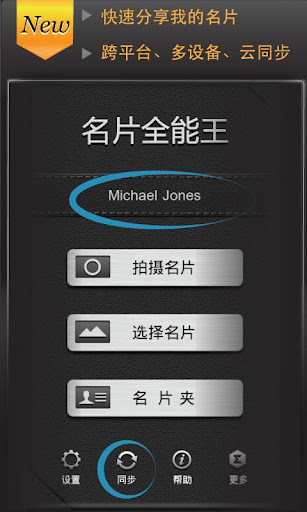 New
快速分享我的名片
跨平台、多设备、云同步
名片全能王
Michael Jones
拍摄名片
选择名片
名 片 夹
设置 同步 帮助 更多